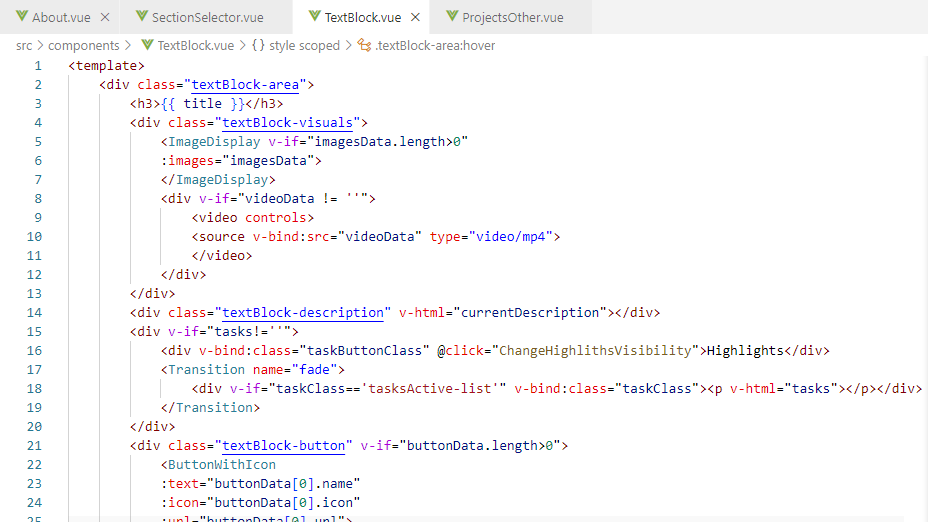 About.vue × SectionSelector.vue TextBlock.vue × ProjectsOther.vue
src > components > TextBlock.vue > {} style scoped > .textBlock-area:hover
1 <template>
2 <div class="textBlock-area">
3 <h3>{{ title }}</h3>
4 <div class="textBlock-visuals">
5 <ImageDisplay v-if="imagesData.length>0"
6 :images="imagesData">
7 </ImageDisplay>
8 <div v-if="videoData != ''">
9 <video controls>
10 <source v-bind:src="videoData" type="video/mp4">
11 </video>
12 </div>
13 </div>
14 <div class="textBlock-description" v-html="currentDescription"></div>
15 <div v-if="tasks!=''">
16 <div v-bind:class="taskButtonClass" @click="ChangeHighlithsVisibility">Highlights</div>
17 <Transition name="fade">
18 <div v-if="taskClass=='tasksActive-list'" v-bind:class="taskClass"><p v-html="tasks"></p></div>
19 </Transition>
20 </div>
21 <div class="textBlock-button" v-if="buttonData.length>0">
22 <ButtonWithIcon
23 :text="buttonData[0].name"
24 :icon="buttonData[0].icon"
25 :url="buttonData[0].url">